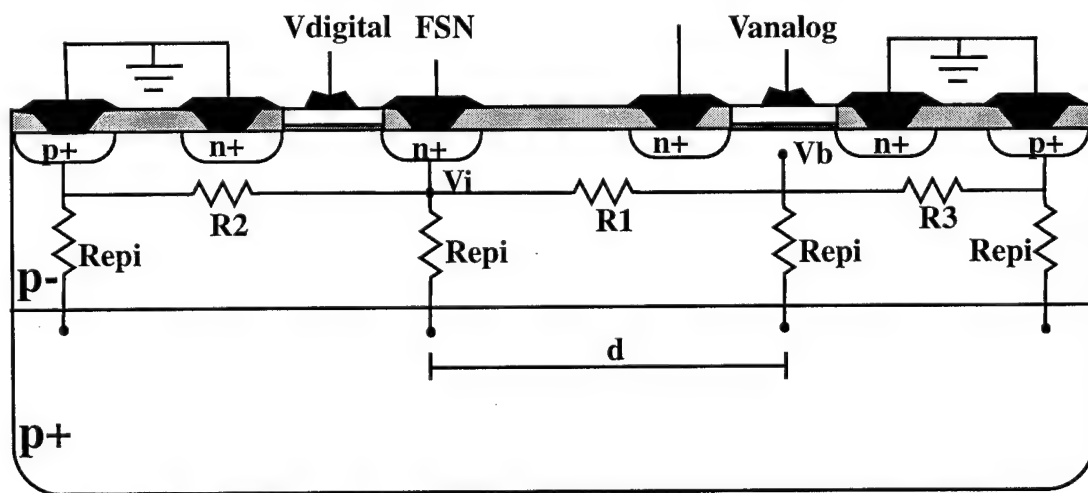 Vdigital FSN Vanalog
p+ n+ n+ n+ n+ p+
Vb
Vi
R2 R1 R3
Repi Repi Repi Repi
p-
d
p+